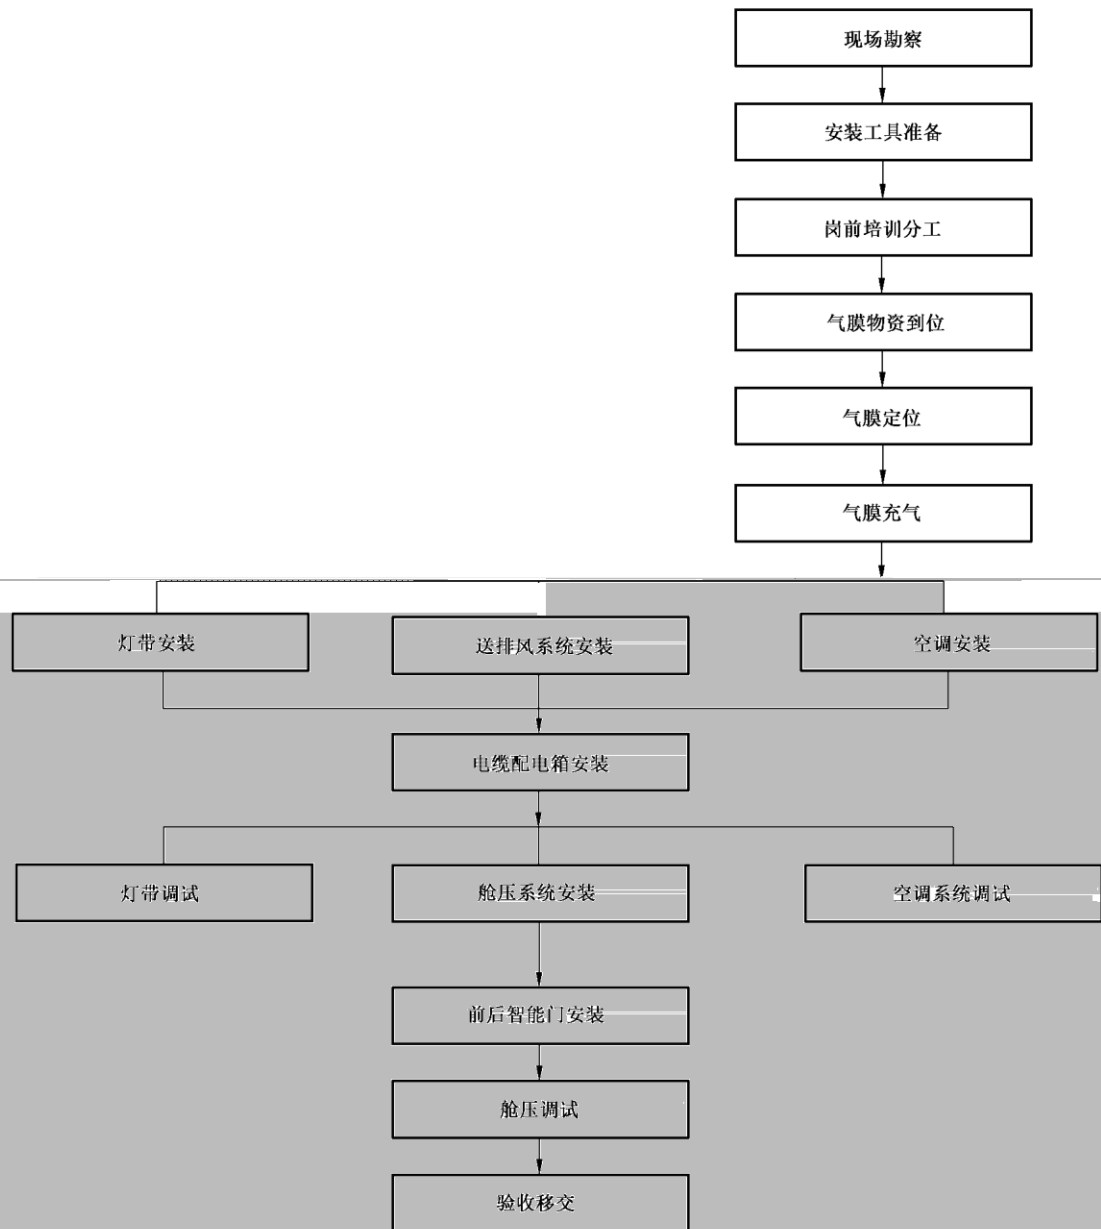 现场勘察
安装工具准备
岗前培训分工
气膜物资到位
气膜定位
气膜充气
灯带安装
送排风系统安装
空调安装
电缆配电箱安装
灯带调试
舱压系统安装
空调系统调试
前后智能门安装
舱压调试
验收移交